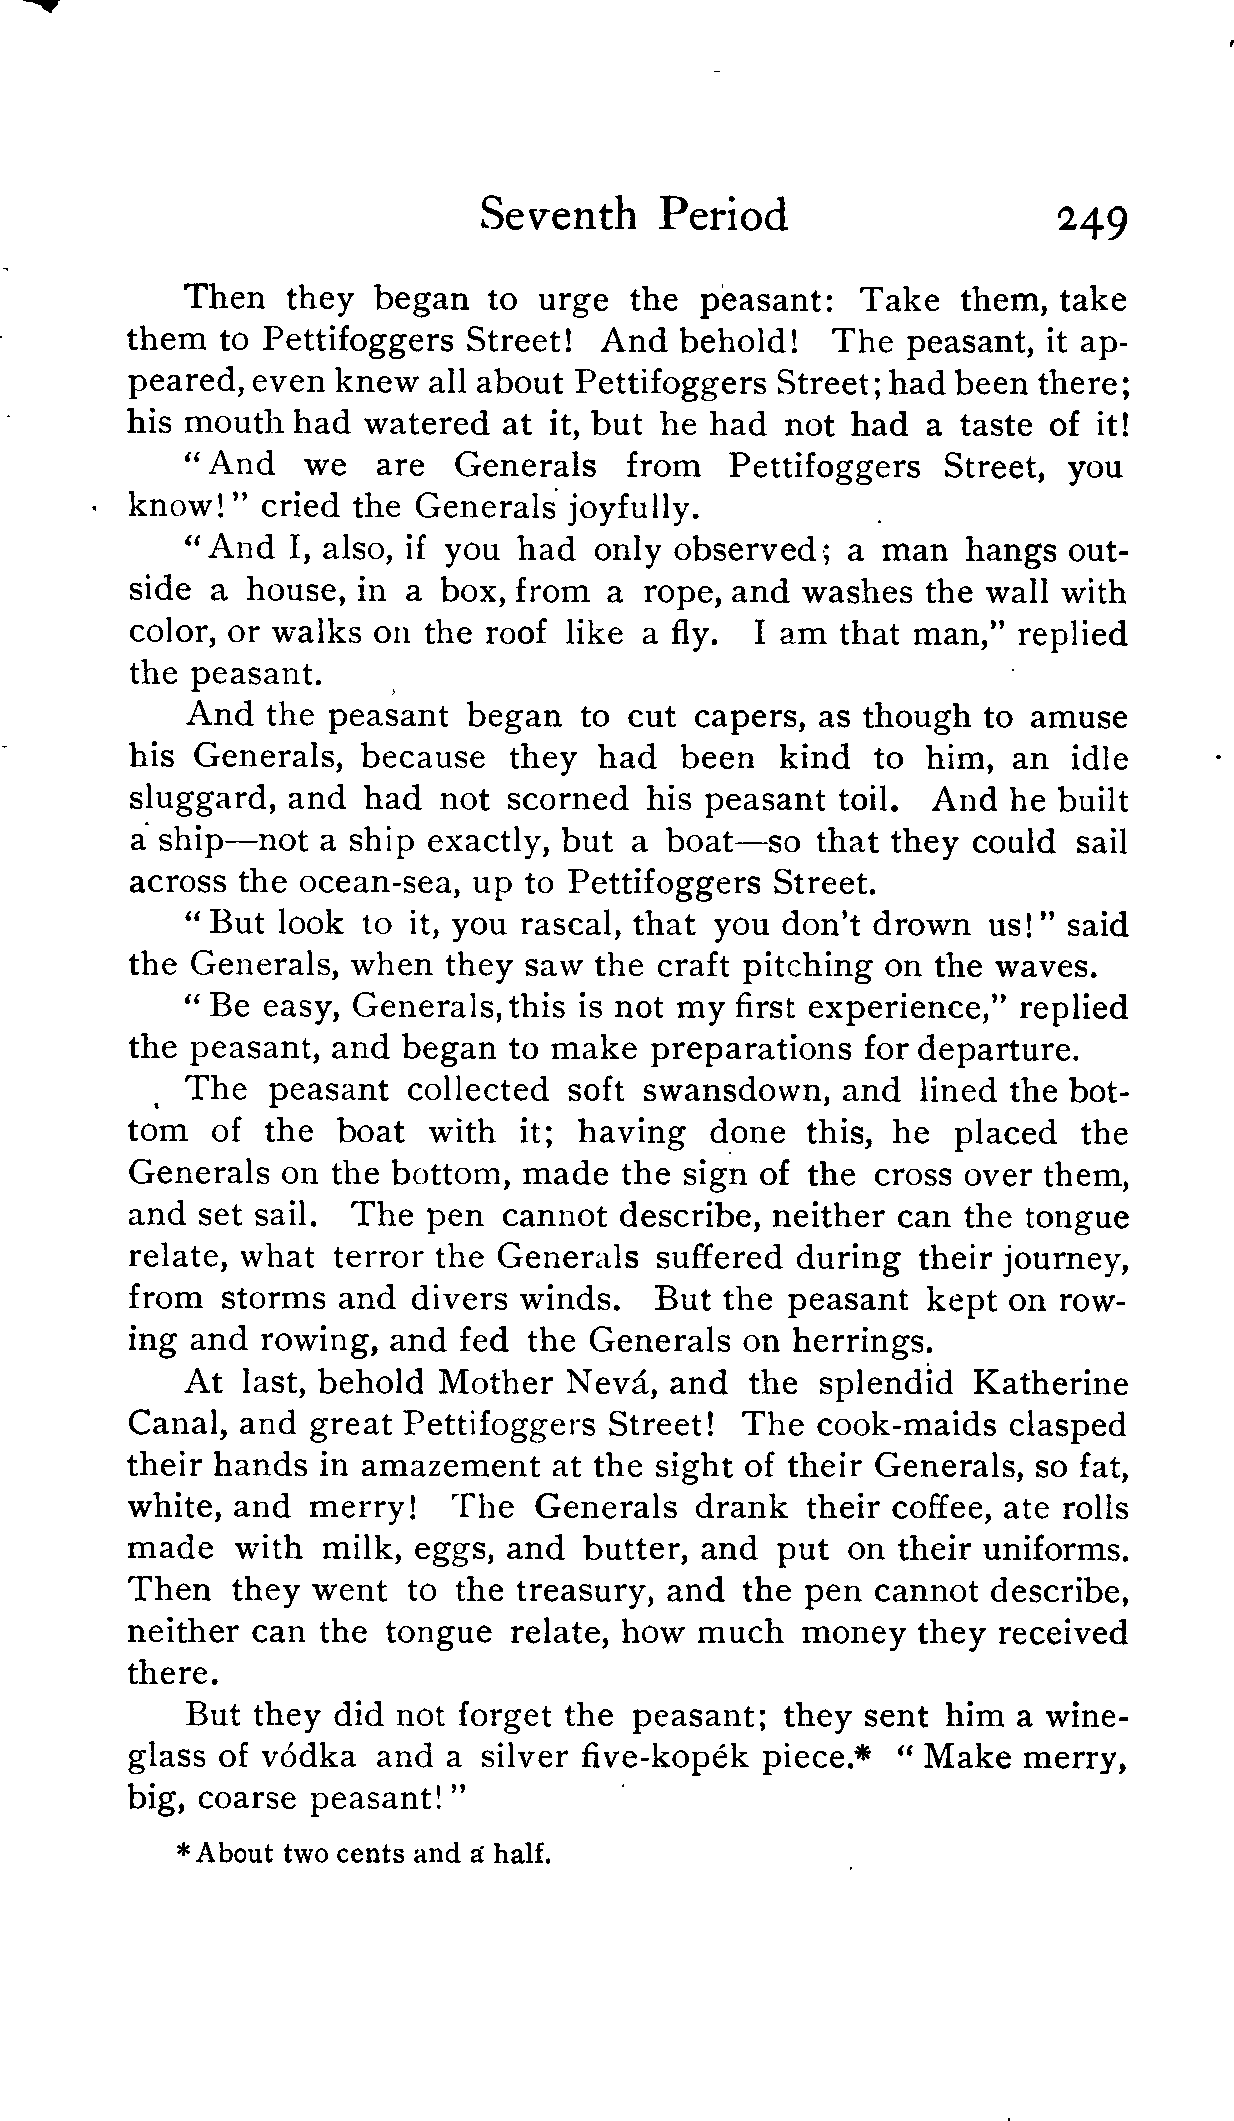 Seventh Period 249
Then they began to urge the peasant: Take them, take
them to Pettifoggers Street! And behold! The peasant, it ap-
peared, even knew all about Pettifoggers Street; had been there;
his mouth had watered at it, but he had not had a taste of it!
“And we are Generals from Pettifoggers Street, you
know!” cried the Generals joyfully.
“And I, also, if you had only observed; a man hangs out-
side a house, in a box, from a rope, and washes the wall with
color, or walks on the roof like a fly. I am that man,” replied
the peasant.
And the peasant began to cut capers, as though to amuse
his Generals, because they had been kind to him, an idle
sluggard, and had not scorned his peasant toil. And he built
a ship—not a ship exactly, but a boat—so that they could sail
across the ocean-sea, up to Pettifoggers Street.
“But look to it, you rascal, that you don't drown us!” said
the Generals, when they saw the craft pitching on the waves.
“Be easy, Generals, this is not my first experience,” replied
the peasant, and began to make preparations for departure.
The peasant collected soft swansdown, and lined the bot-
tom of the boat with it; having done this, he placed the
Generals on the bottom, made the sign of the cross over them,
and set sail. The pen cannot describe, neither can the tongue
relate, what terror the Generals suffered during their journey,
from storms and divers winds. But the peasant kept on row-
ing and rowing, and fed the Generals on herrings.
At last, behold Mother Nevá, and the splendid Katherine
Canal, and great Pettifoggers Street! The cook-maids clasped
their hands in amazement at the sight of their Generals, so fat,
white, and merry! The Generals drank their coffee, ate rolls
made with milk, eggs, and butter, and put on their uniforms.
Then they went to the treasury, and the pen cannot describe,
neither can the tongue relate, how much money they received
there.
But they did not forget the peasant; they sent him a wine-
glass of vódka and a silver five-kopék piece.* “Make merry,
big, coarse peasant!”
*About two cents and a half.